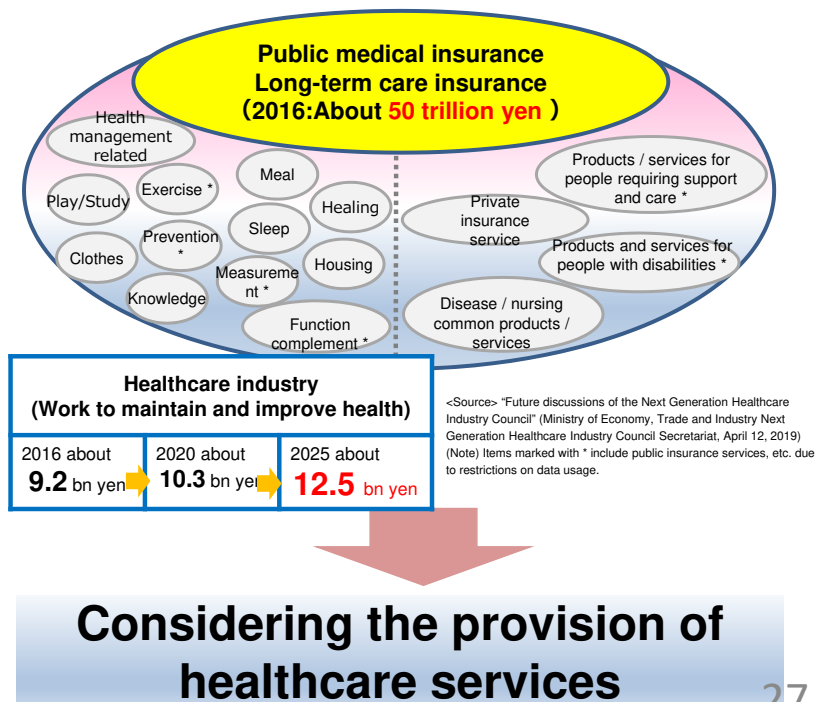 Public medical insurance
Long-term care insurance
（2016:About 50 trillion yen ）
Health
management
related
Play/Study
Exercise *
Meal
Healing
Clothes
Prevention
*
Sleep
Knowledge
Measureme
nt *
Housing
Function
complement *
Private
insurance
service
Products / services for
people requiring support
and care *
Products and services for
people with disabilities *
Disease / nursing
common products /
services
Healthcare industry
(Work to maintain and improve health)
2016 about
9.2 bn yen
2020 about
10.3 bn yen
2025 about
12.5 bn yen
<Source> “Future discussions of the Next Generation Healthcare
Industry Council” (Ministry of Economy, Trade and Industry Next
Generation Healthcare Industry Council Secretariat, April 12, 2019)
(Note) Items marked with * include public insurance services, etc. due
to restrictions on data usage.
Considering the provision of
healthcare services
27